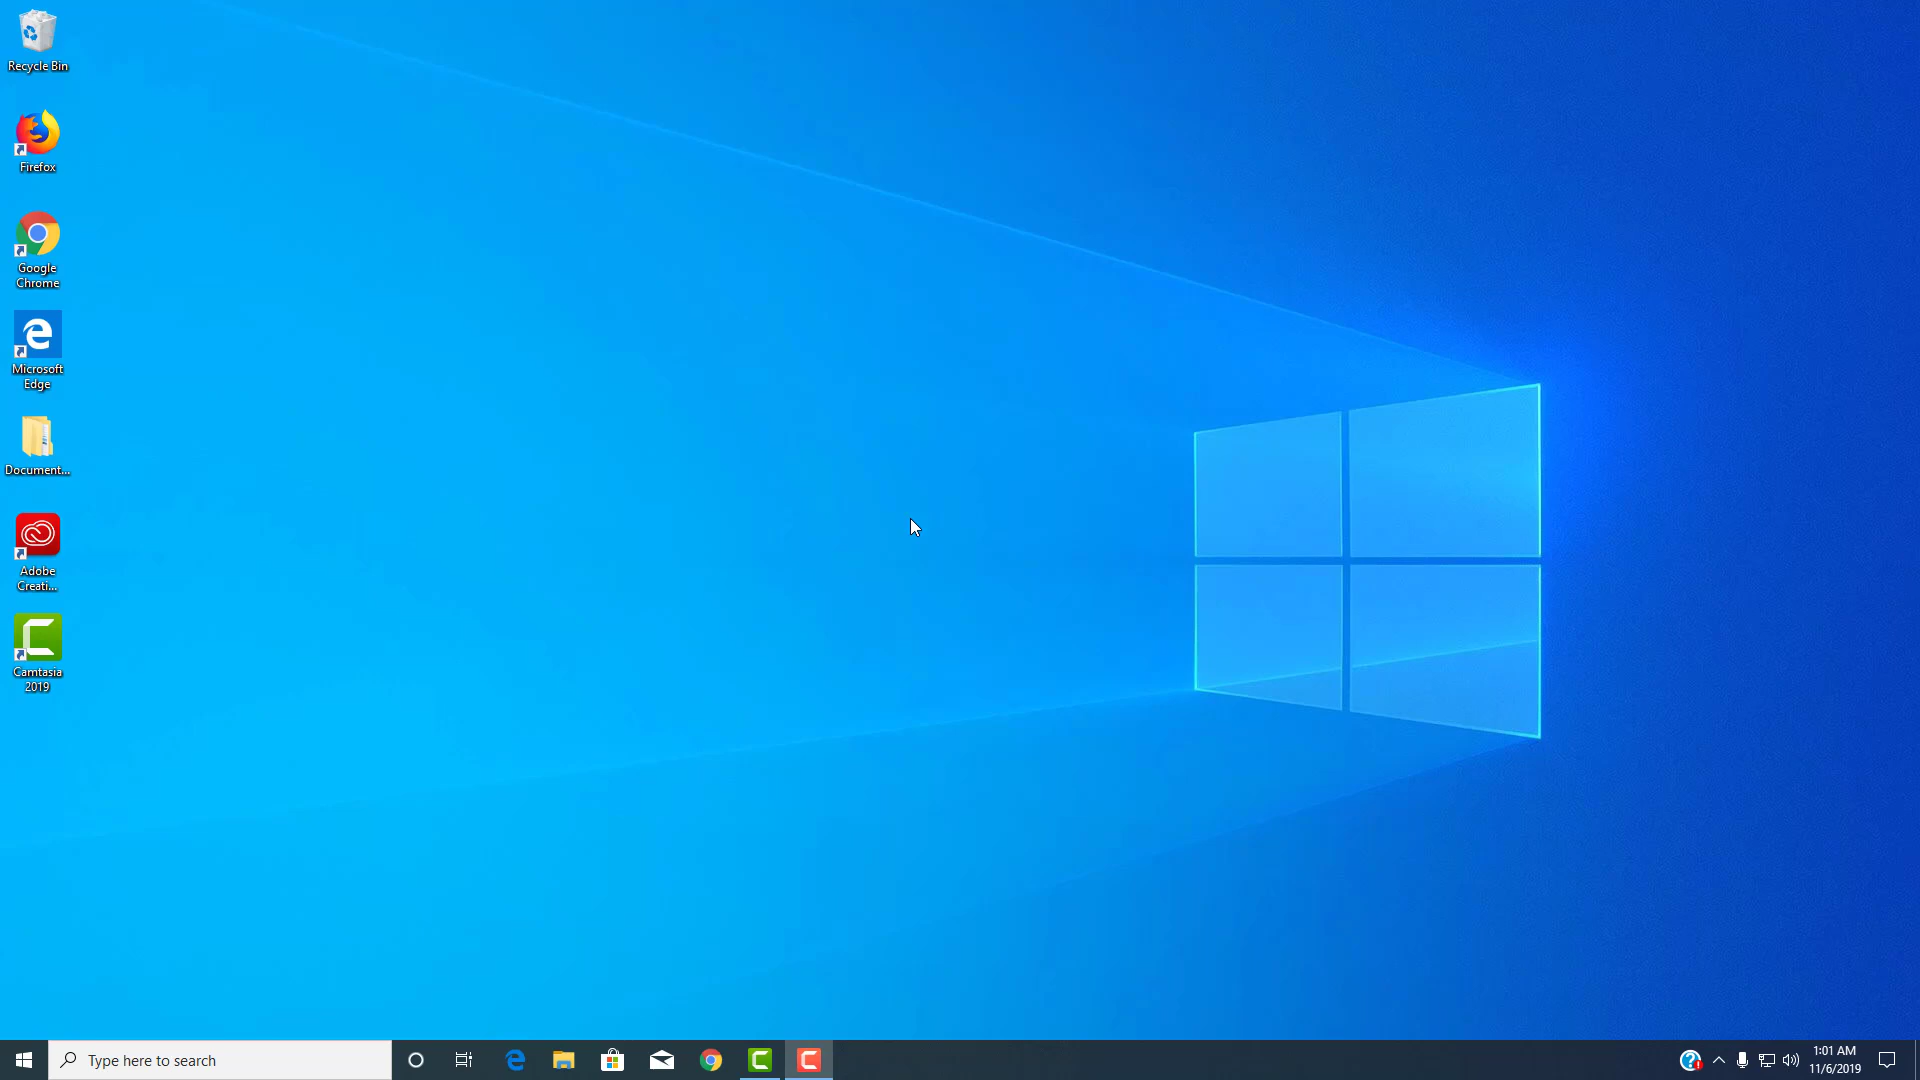 Recycle Bin
Firefox
Google
Chrome
Microsoft
Edge
Document...
Adobe
Creati...
Camtasia
2019
Type here to search
1:01 AM
11/6/2019